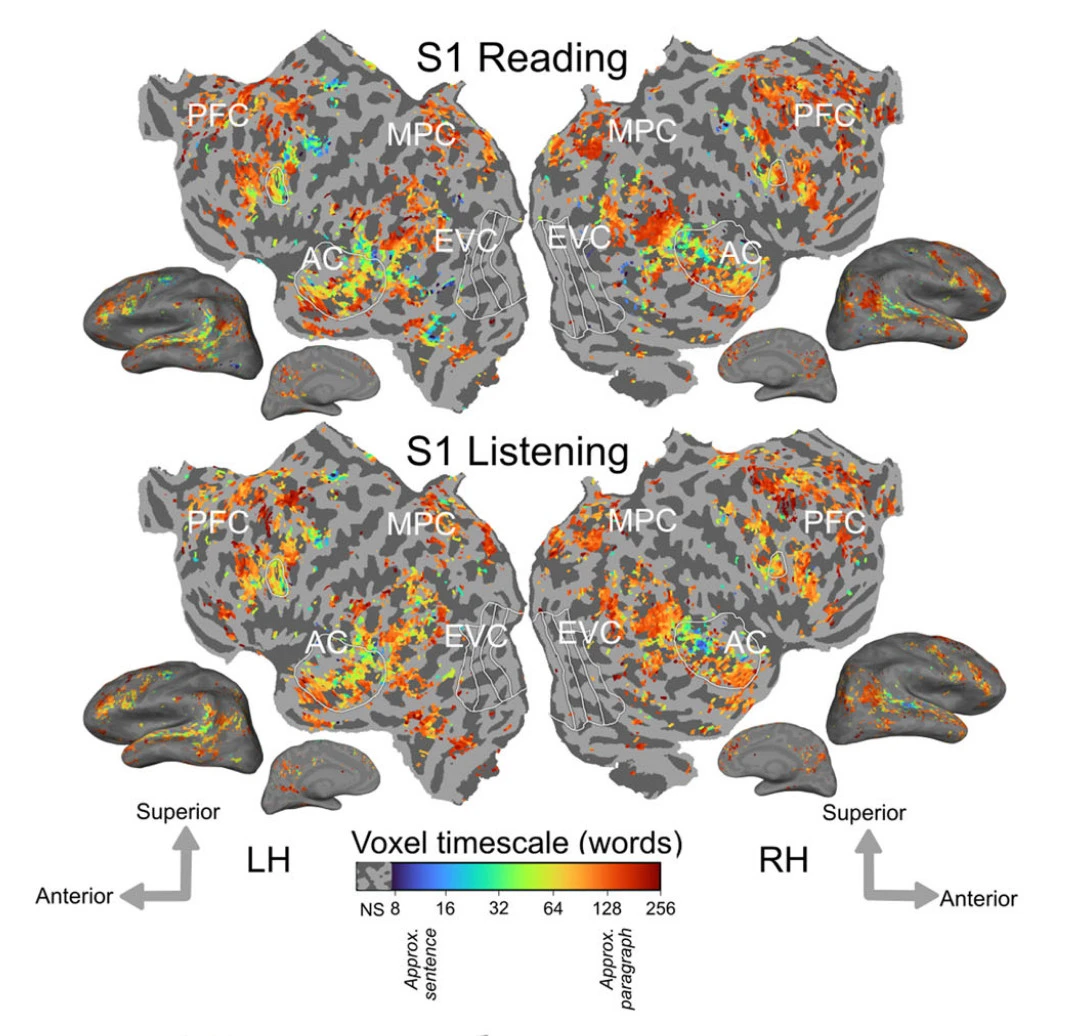 S1 Reading
PFC
MPC
MPC
PFC
EVC
EVC
AC
AC
S1 Listening
PFC
MPC
MPC
PFC
AC
EVC
EVC
AC
Superior
Superior
Voxel timescale (words)
LH
RH
Anterior
Anterior
NS 8 16 32 64 128 256
Approx.
sentence
Approx.
paragraph